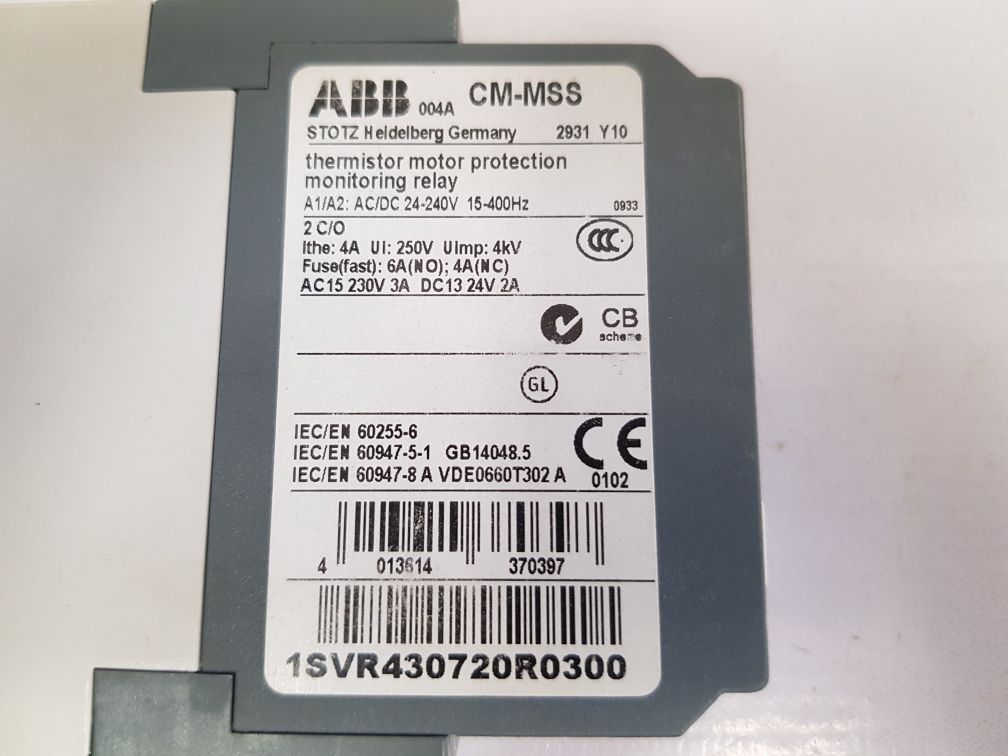 ABB 004A CM-MSS
STOTZ Heidelberg Germany 2931 Y10
thermistor motor protection
monitoring relay
A1/A2: AC/DC 24-240V 15-400Hz 0933
2 C/O
Ithe: 4A UI: 250V UImp: 4kV
CCC
Fuse(fast): 6A(NO); 4A(NC)
AC15 230V 3A DC13 24V 2A
CB
scheme
GL
IEC/EN 60255-6
IEC/EN 60947-5-1 GB14048.5
CE
IEC/EN 60947-8 A VDE0660T302 A 0102
4 013614 370397
1SVR430720R0300